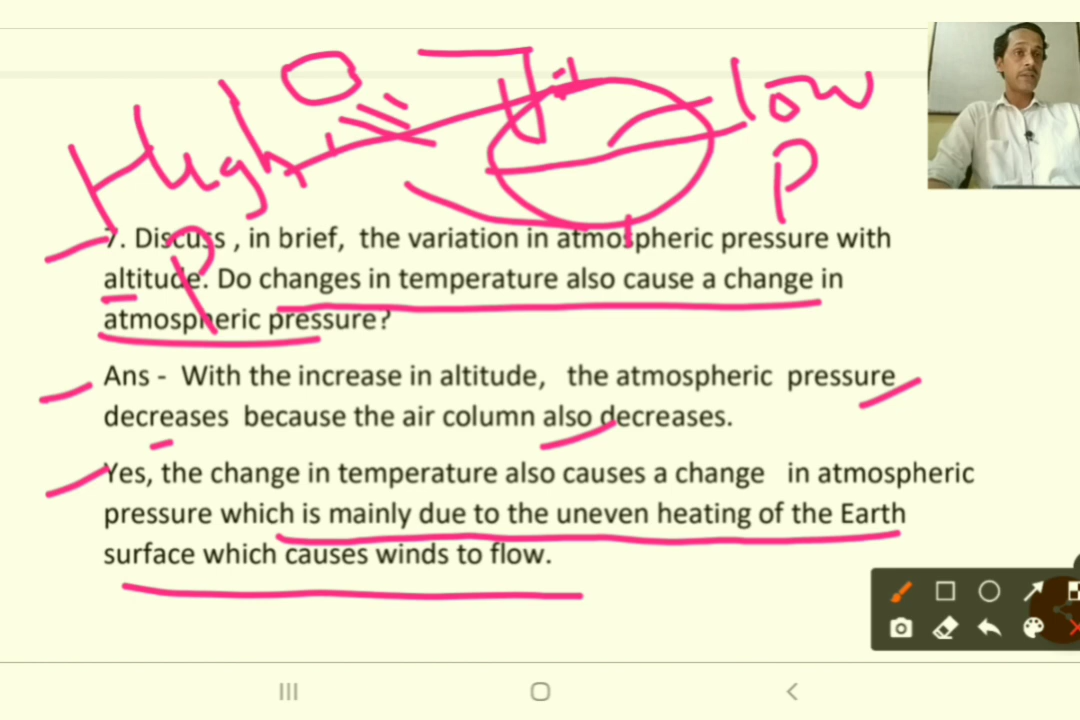 High
low
P
P
7. Discuss , in brief, the variation in atmospheric pressure with
altitude. Do changes in temperature also cause a change in
atmospheric pressure?
Ans - With the increase in altitude, the atmospheric pressure
decreases because the air column also decreases.
Yes, the change in temperature also causes a change in atmospheric
pressure which is mainly due to the uneven heating of the Earth
surface which causes winds to flow.